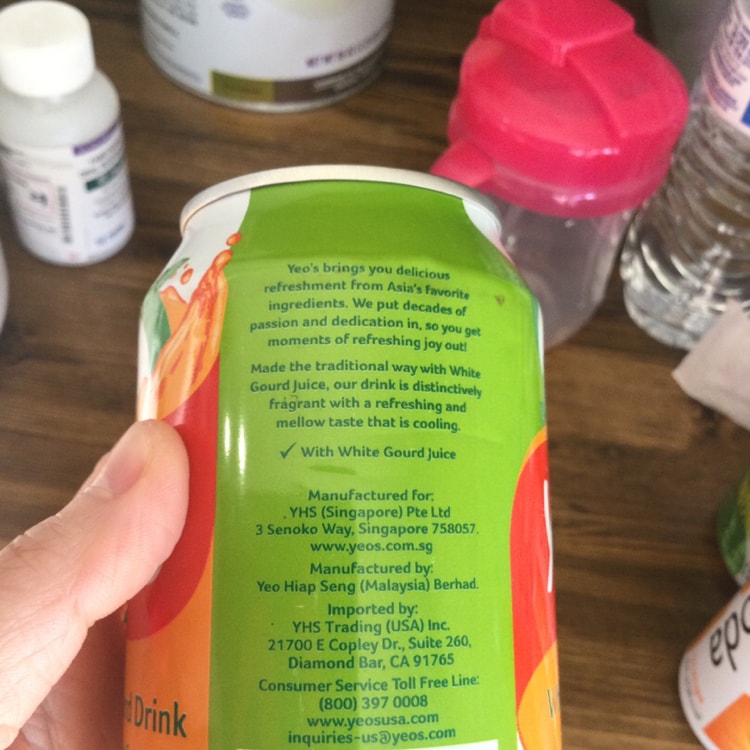 Yeo's brings you delicious
refreshment from Asia's favorite
ingredients. We put decades of
passion and dedication in, so you get
moments of refreshing joy out!
Made the traditional way with White
Gourd Juice, our drink is distinctively
fragrant with a refreshing and
mellow taste that is cooling.
✓ With White Gourd Juice
Manufactured for:
YHS (Singapore) Pte Ltd
3 Senoko Way, Singapore 758057.
www.yeos.com.sg
Manufactured by:
Yeo Hiap Seng (Malaysia) Berhad.
Imported by:
YHS Trading (USA) Inc.
21700 E Copley Dr., Suite 260,
Diamond Bar, CA 91765
Consumer Service Toll Free Line:
(800) 397 0008
www.yeosusa.com
inquiries-us@yeos.com
Drink